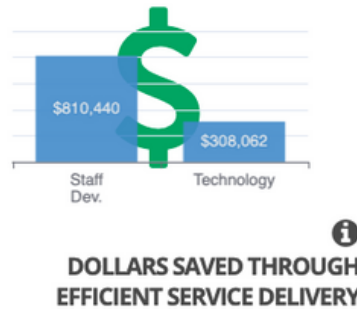 $
$810,440
$308,062
Staff
Dev.
Technology
i
DOLLARS SAVED THROUGH
EFFICIENT SERVICE DELIVERY